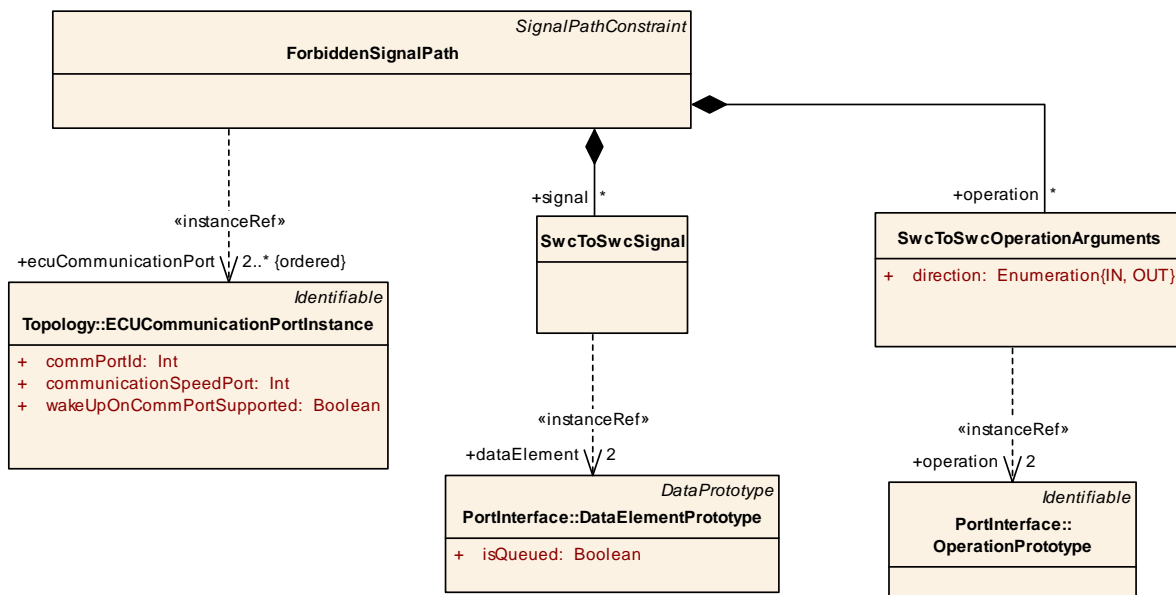 SignalPathConstraint
ForbiddenSignalPath
+signal *
+operation *
«instanceRef»
SwcToSwcSignal
SwcToSwcOperationArguments
+ecuCommunicationPort 2..* {ordered}
+ direction: Enumeration{IN, OUT}
Identifiable
Topology::ECUCommunicationPortInstance
+ commPortId: Int
+ communicationSpeedPort: Int
+ wakeUpOnCommPortSupported: Boolean
«instanceRef»
«instanceRef»
+dataElement 2
+operation 2
DataPrototype
PortInterface::DataElementPrototype
+ isQueued: Boolean
Identifiable
PortInterface::
OperationPrototype